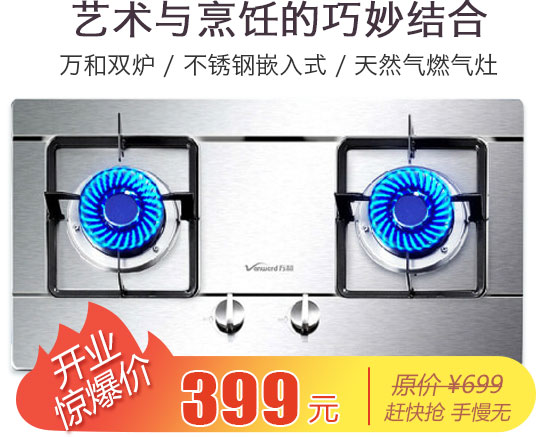 艺术与烹饪的巧妙结合
万和双炉 / 不锈钢嵌入式 / 天然气燃气灶
Vanward万和
开业
惊爆价
399元
原价 ¥699
赶快抢 手慢无